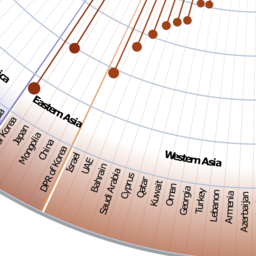 Eastern Asia
Western Asia
Korea
Japan
Mongolia
China
DPR of Korea
Israel
UAE
Bahrain
Saudi Arabia
Cyprus
Qatar
Kuwait
Oman
Georgia
Turkey
Lebanon
Armenia
Azerbaijan